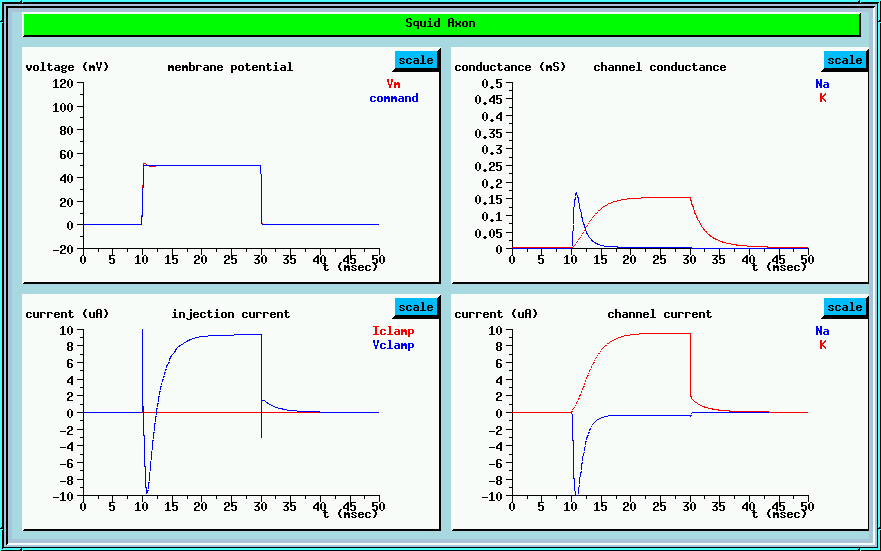 Squid Axon
scale
voltage (mV) membrane potential
Vm
command
120
100
80
60
40
20
0
-20
0 5 10 15 20 25 30 35 40 45 50
t (msec)
scale
conductance (mS) channel conductance
Na
K
0.5
0.45
0.4
0.35
0.3
0.25
0.2
0.15
0.1
0.05
0
0 5 10 15 20 25 30 35 40 45 50
t (msec)
scale
current (uA) injection current
Iclamp
Vclamp
10
8
6
4
2
0
-2
-4
-6
-8
-10
0 5 10 15 20 25 30 35 40 45 50
t (msec)
scale
current (uA) channel current
Na
K
10
8
6
4
2
0
-2
-4
-6
-8
-10
0 5 10 15 20 25 30 35 40 45 50
t (msec)